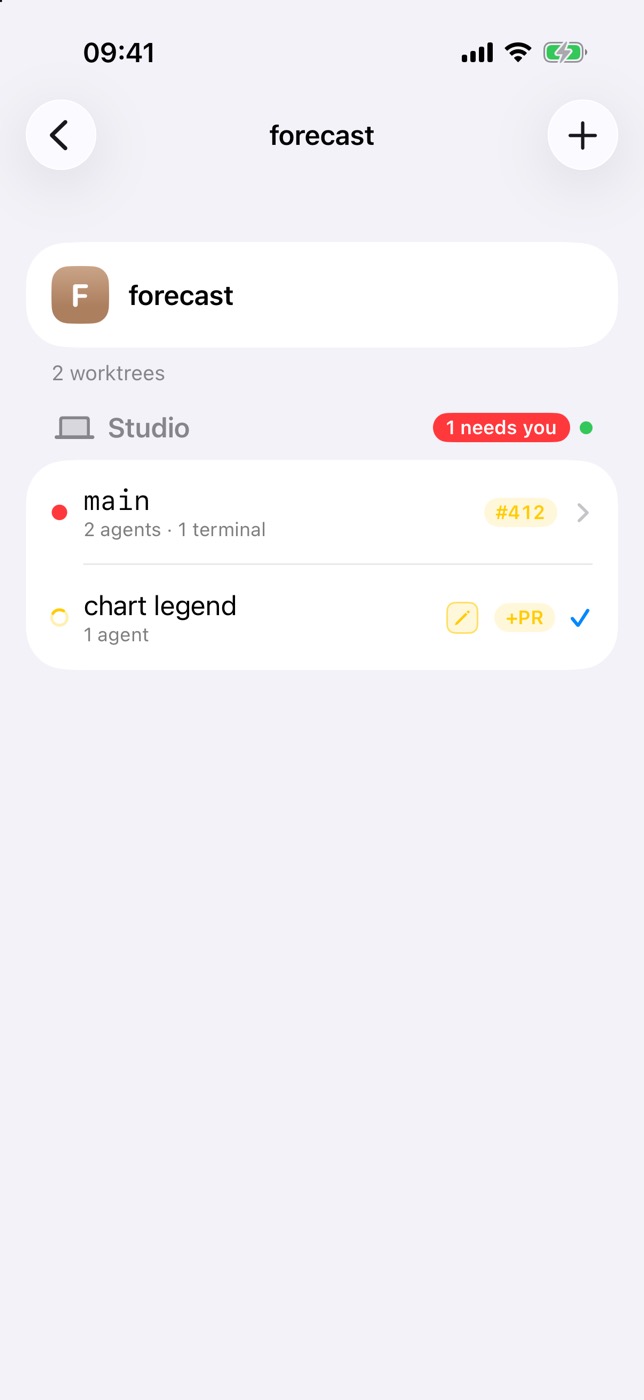 09:41
forecast
F
forecast
2 worktrees
Studio
1 needs you
main
#412
2 agents · 1 terminal
chart legend
+PR
1 agent